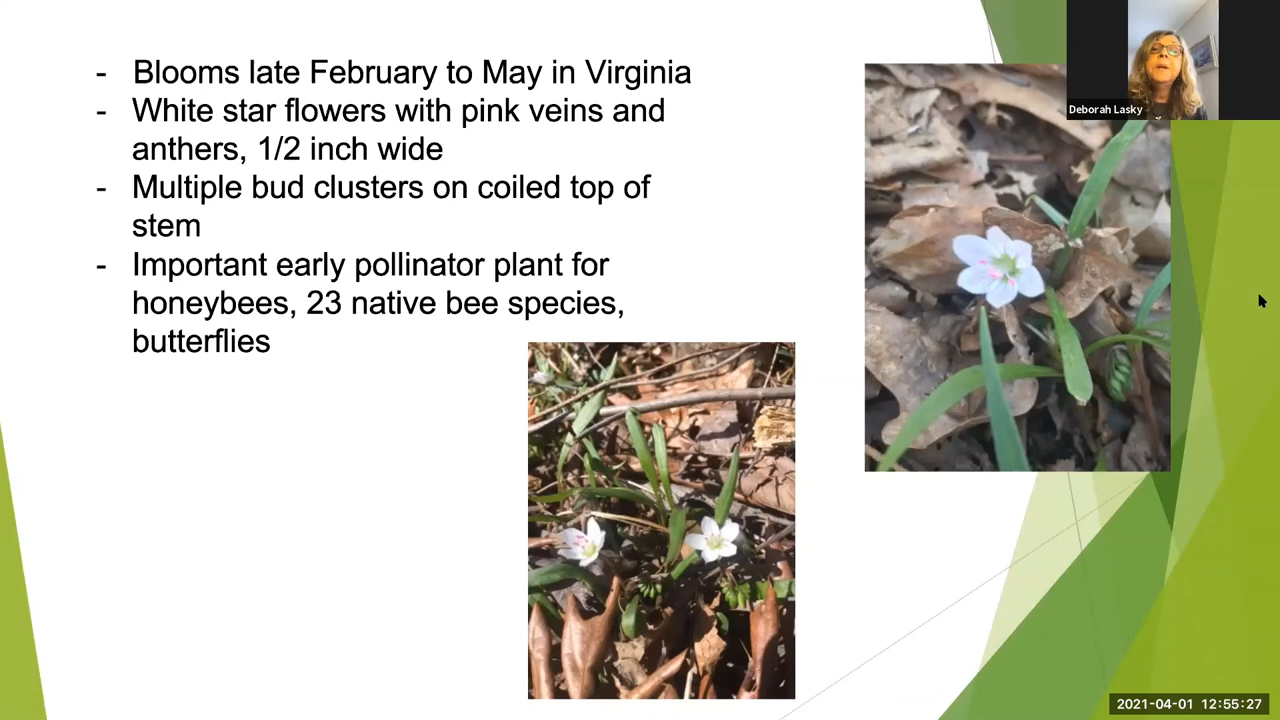 - Blooms late February to May in Virginia
- White star flowers with pink veins and
anthers, 1/2 inch wide
- Multiple bud clusters on coiled top of
stem
- Important early pollinator plant for
honeybees, 23 native bee species,
butterflies
Deborah Lasky
2021-04-01 12:55:27